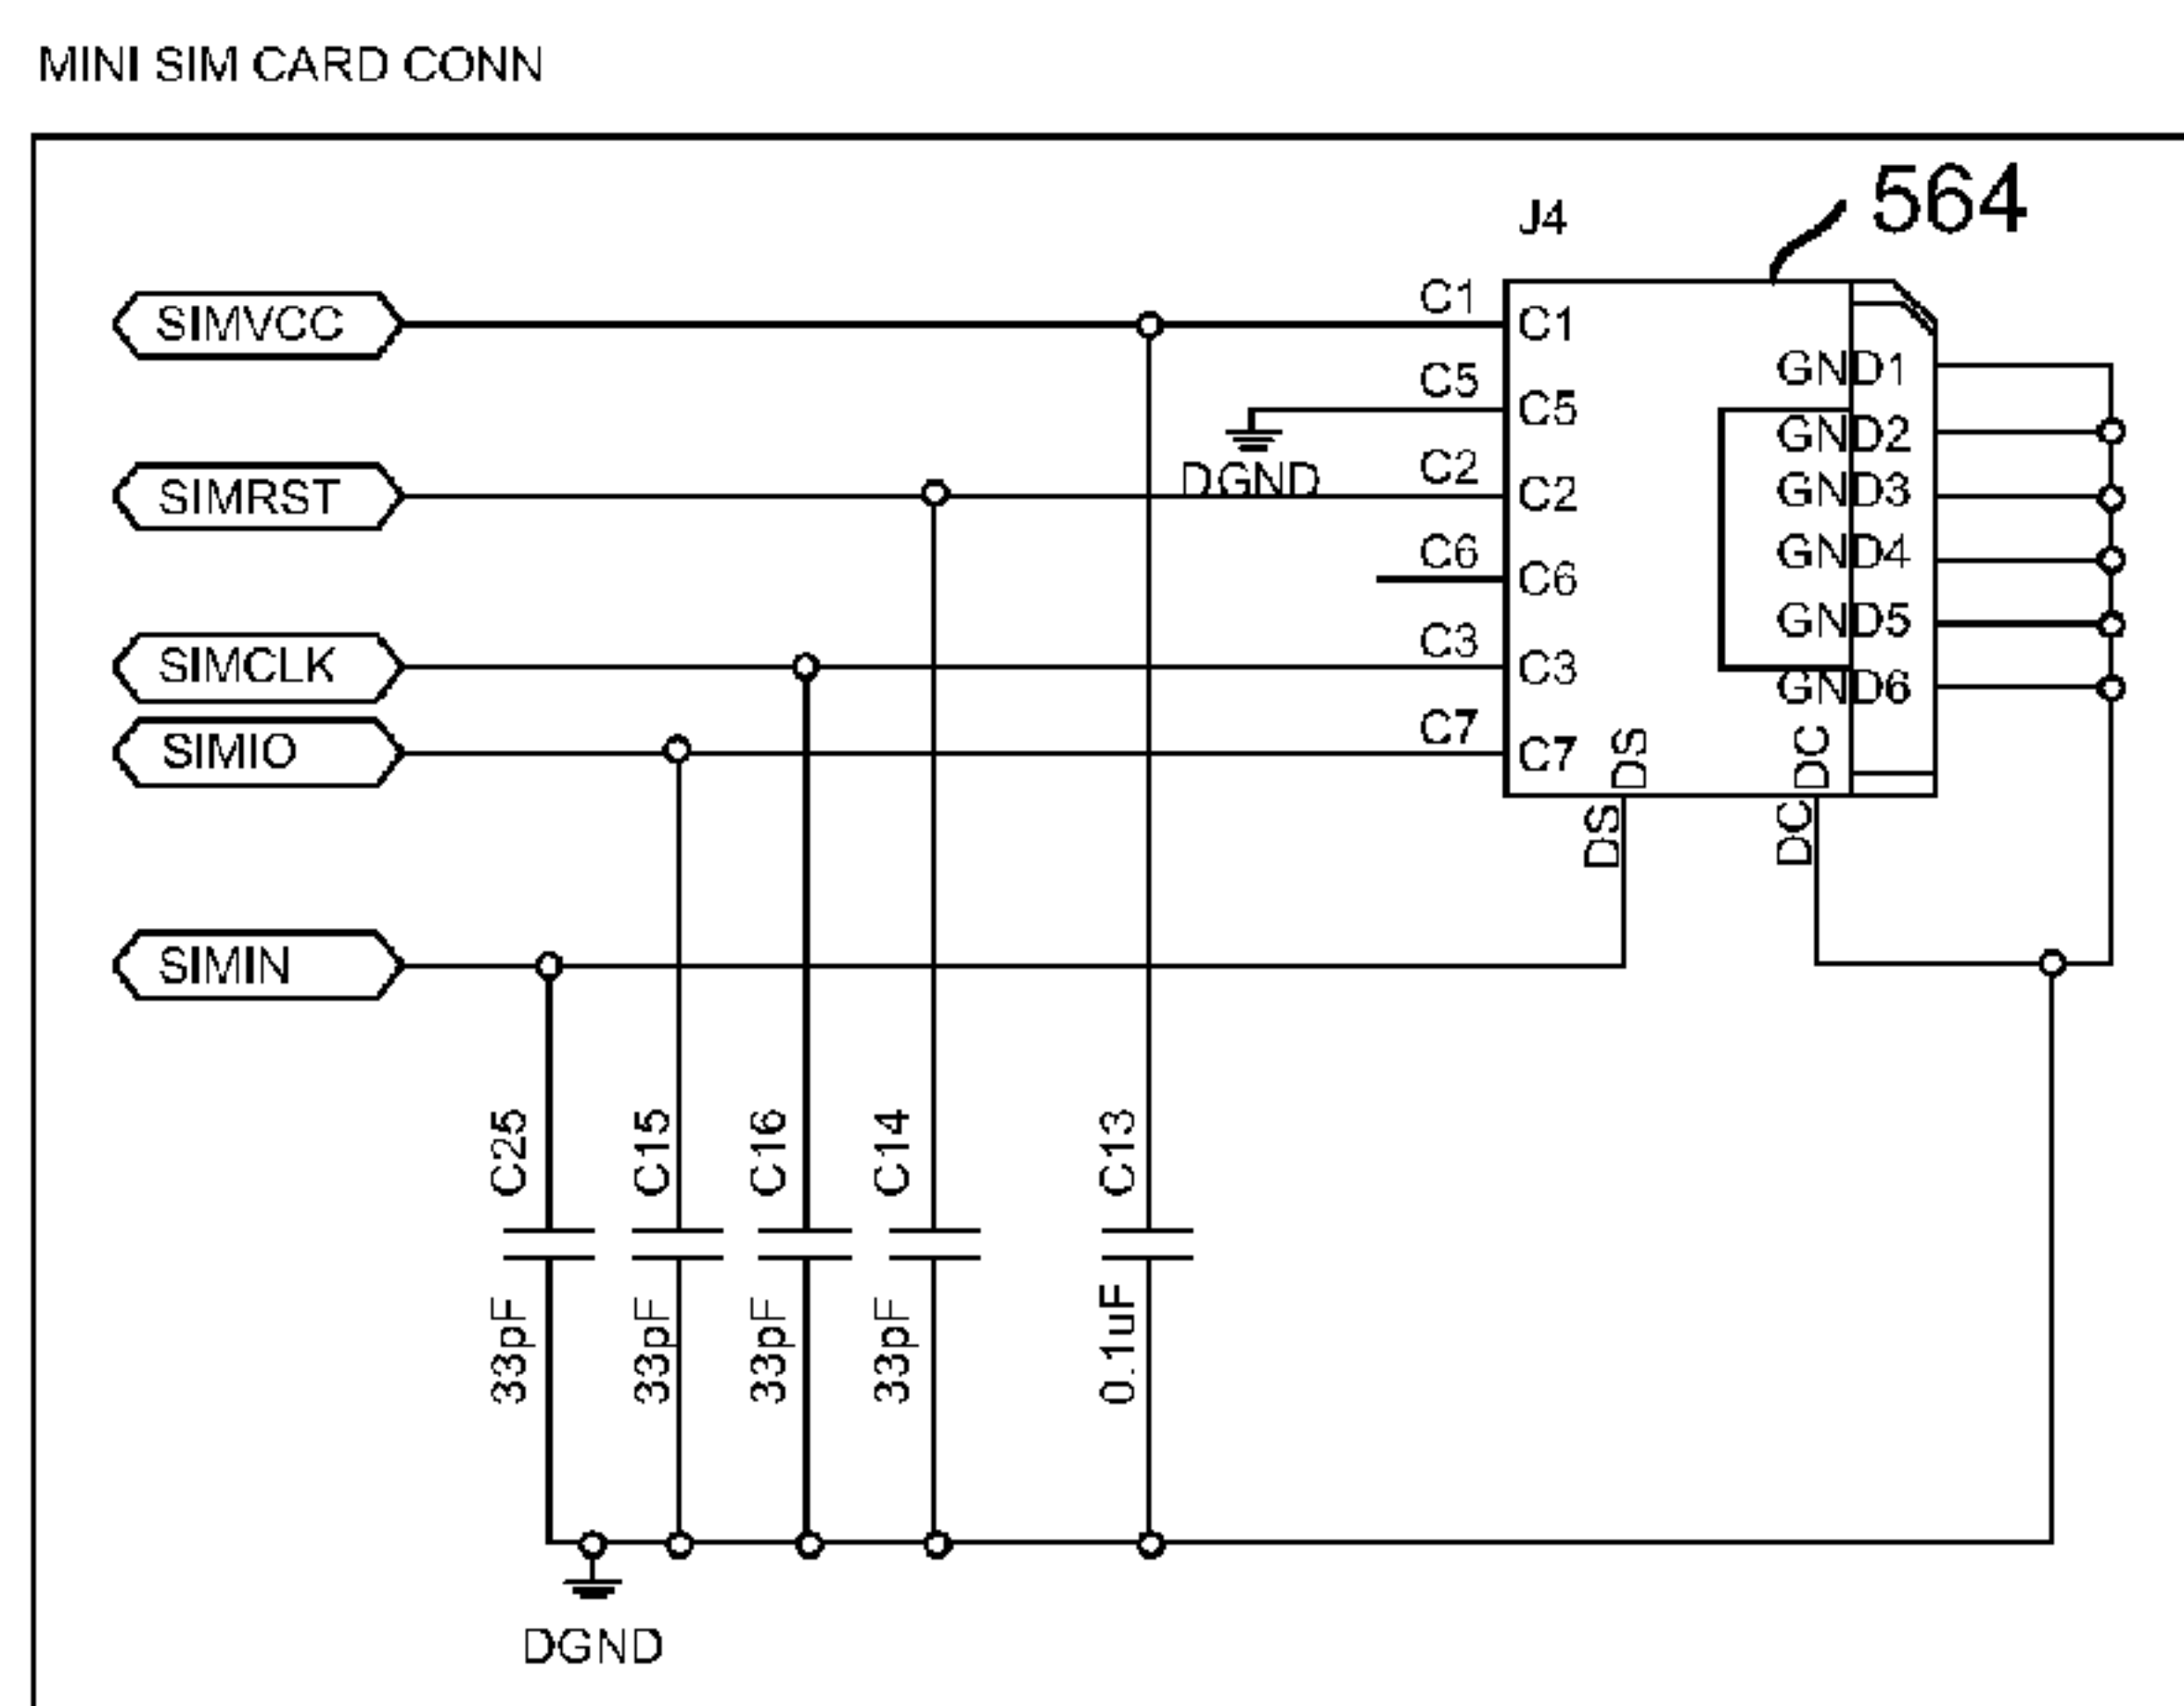 MINI SIM CARD CONN
564
J4
SIMVCC
C1
C1
GND1
C5
C5
GND2
DGND
SIMRST
C2
C2
GND3
C6
C6
GND4
GND5
SIMCLK
C3
C3
GND6
SIMIO
C7
C7
DS
DC
DS
DC
SIMIN
C25
C15
C16
C14
C13
33pF
33pF
33pF
33pF
0.1uF
DGND